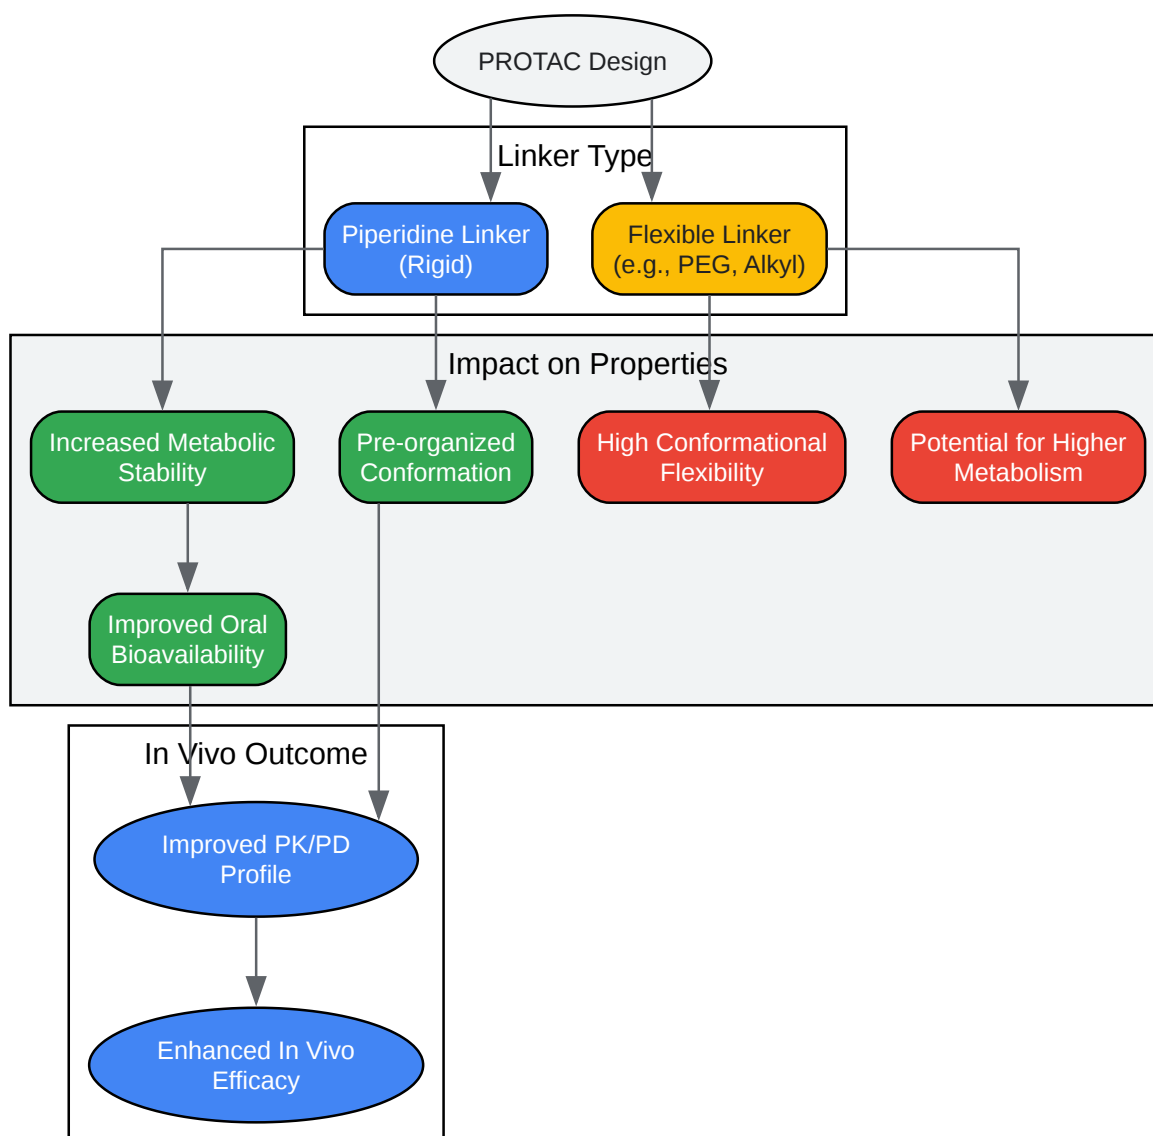 PROTAC Design
Linker Type
Piperidine Linker
(Rigid)
Flexible Linker
(e.g., PEG, Alkyl)
Impact on Properties
Increased Metabolic
Stability
Pre-organized
Conformation
High Conformational
Flexibility
Potential for Higher
Metabolism
Improved Oral
Bioavailability
In Vivo Outcome
Improved PK/PD
Profile
Enhanced In Vivo
Efficacy